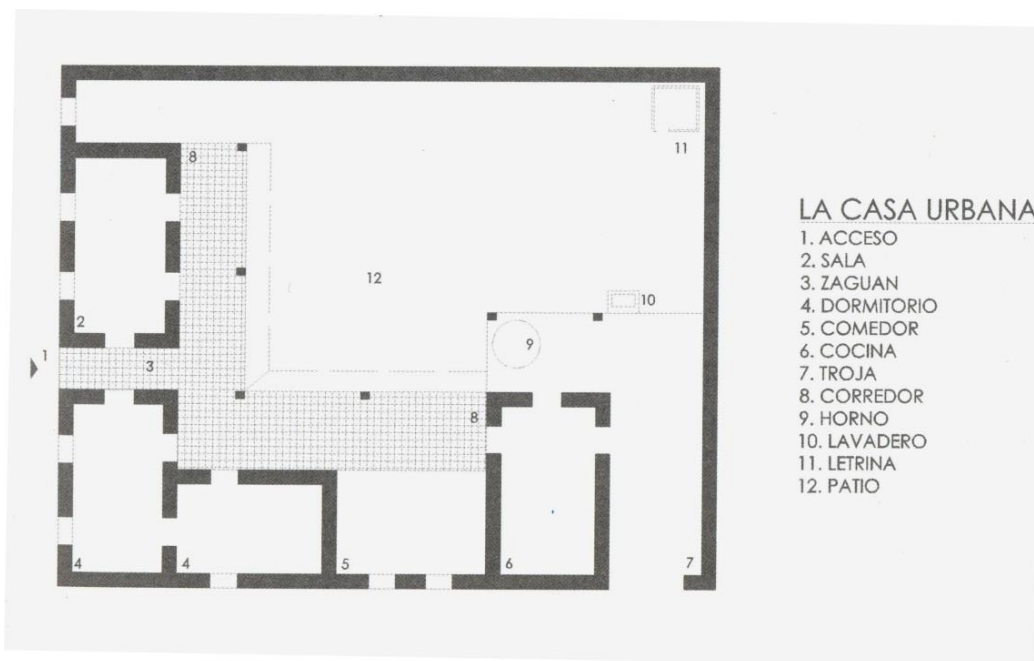 8
11
12
10
9
2
1
3
8
4
4
5
6
7
LA CASA URBANA
1. ACCESO
2. SALA
3. ZAGUAN
4. DORMITORIO
5. COMEDOR
6. COCINA
7. TROJA
8. CORREDOR
9. HORNO
10. LAVADERO
11. LETRINA
12. PATIO